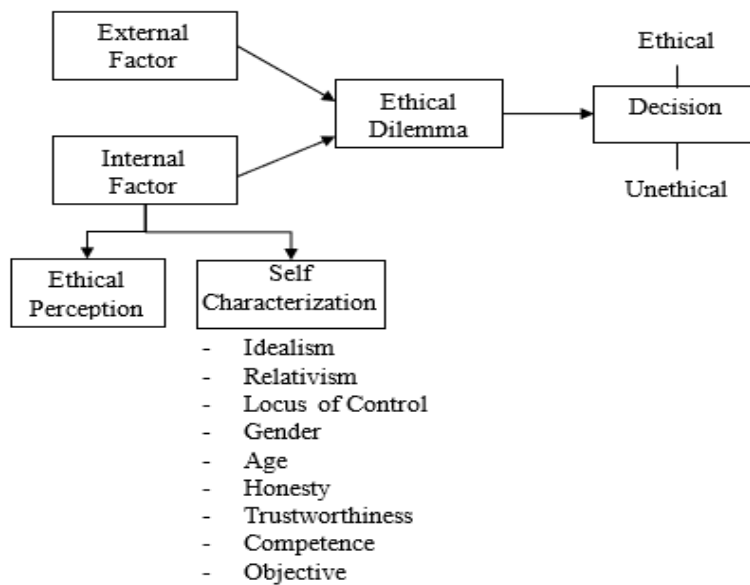 External
Factor
Ethical
Dilemma
Ethical
Decision
Unethical
Internal
Factor
Ethical
Perception
Self
Characterization
- Idealism
- Relativism
- Locus of Control
- Gender
- Age
- Honesty
- Trustworthiness
- Competence
- Objective